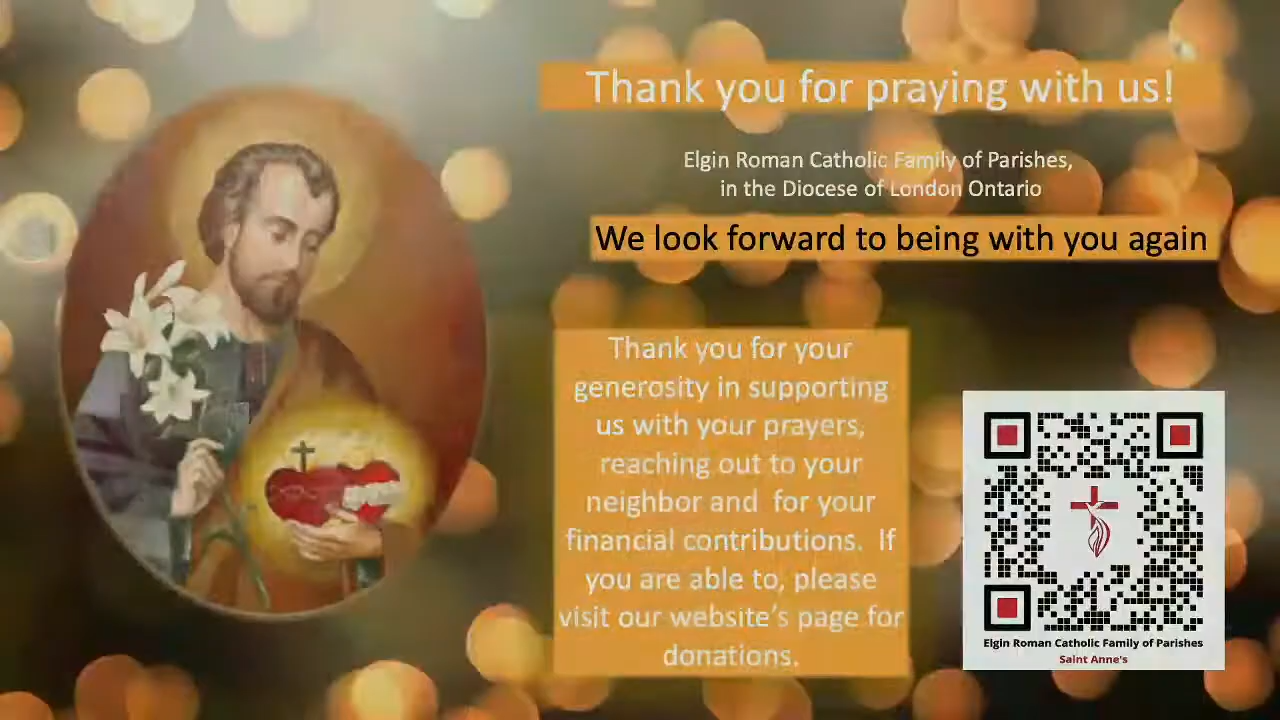 Thank you for praying with us!
Elgin Roman Catholic Family of Parishes,
in the Diocese of London Ontario
We look forward to being with you again
Thank you for your
generosity in supporting
us with your prayers,
reaching out to your
neighbor and  for your
financial contributions.  If
you are able to, please
visit our website’s page for
donations.
Elgin Roman Catholic Family of Parishes
Saint Anne's